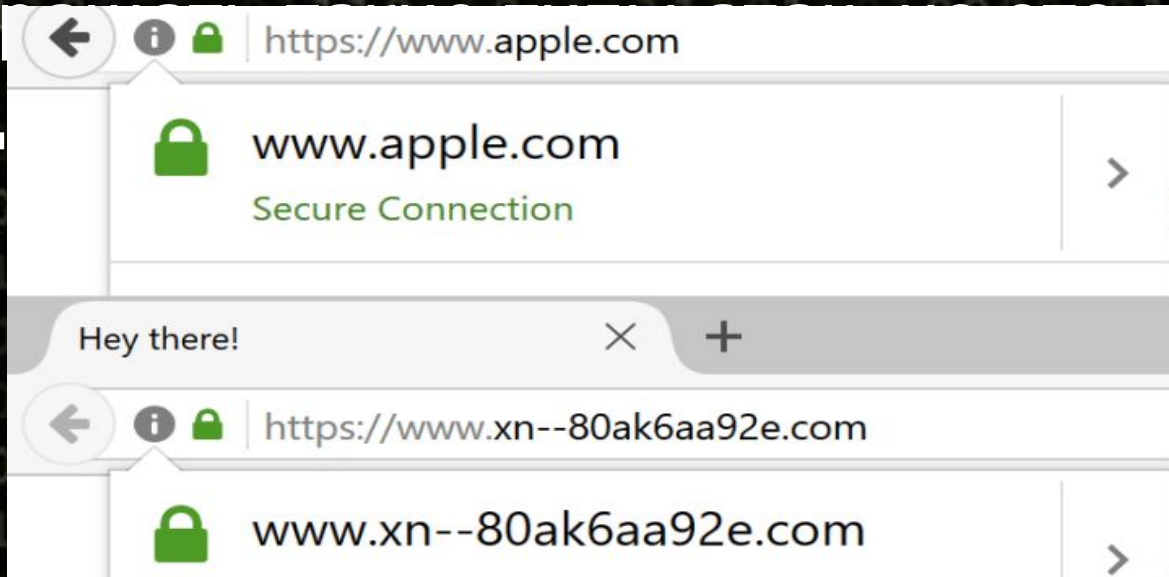 https://www.apple.com
www.apple.com
Secure Connection
Hey there!
https://www.xn--80ak6aa92e.com
www.xn--80ak6aa92e.com